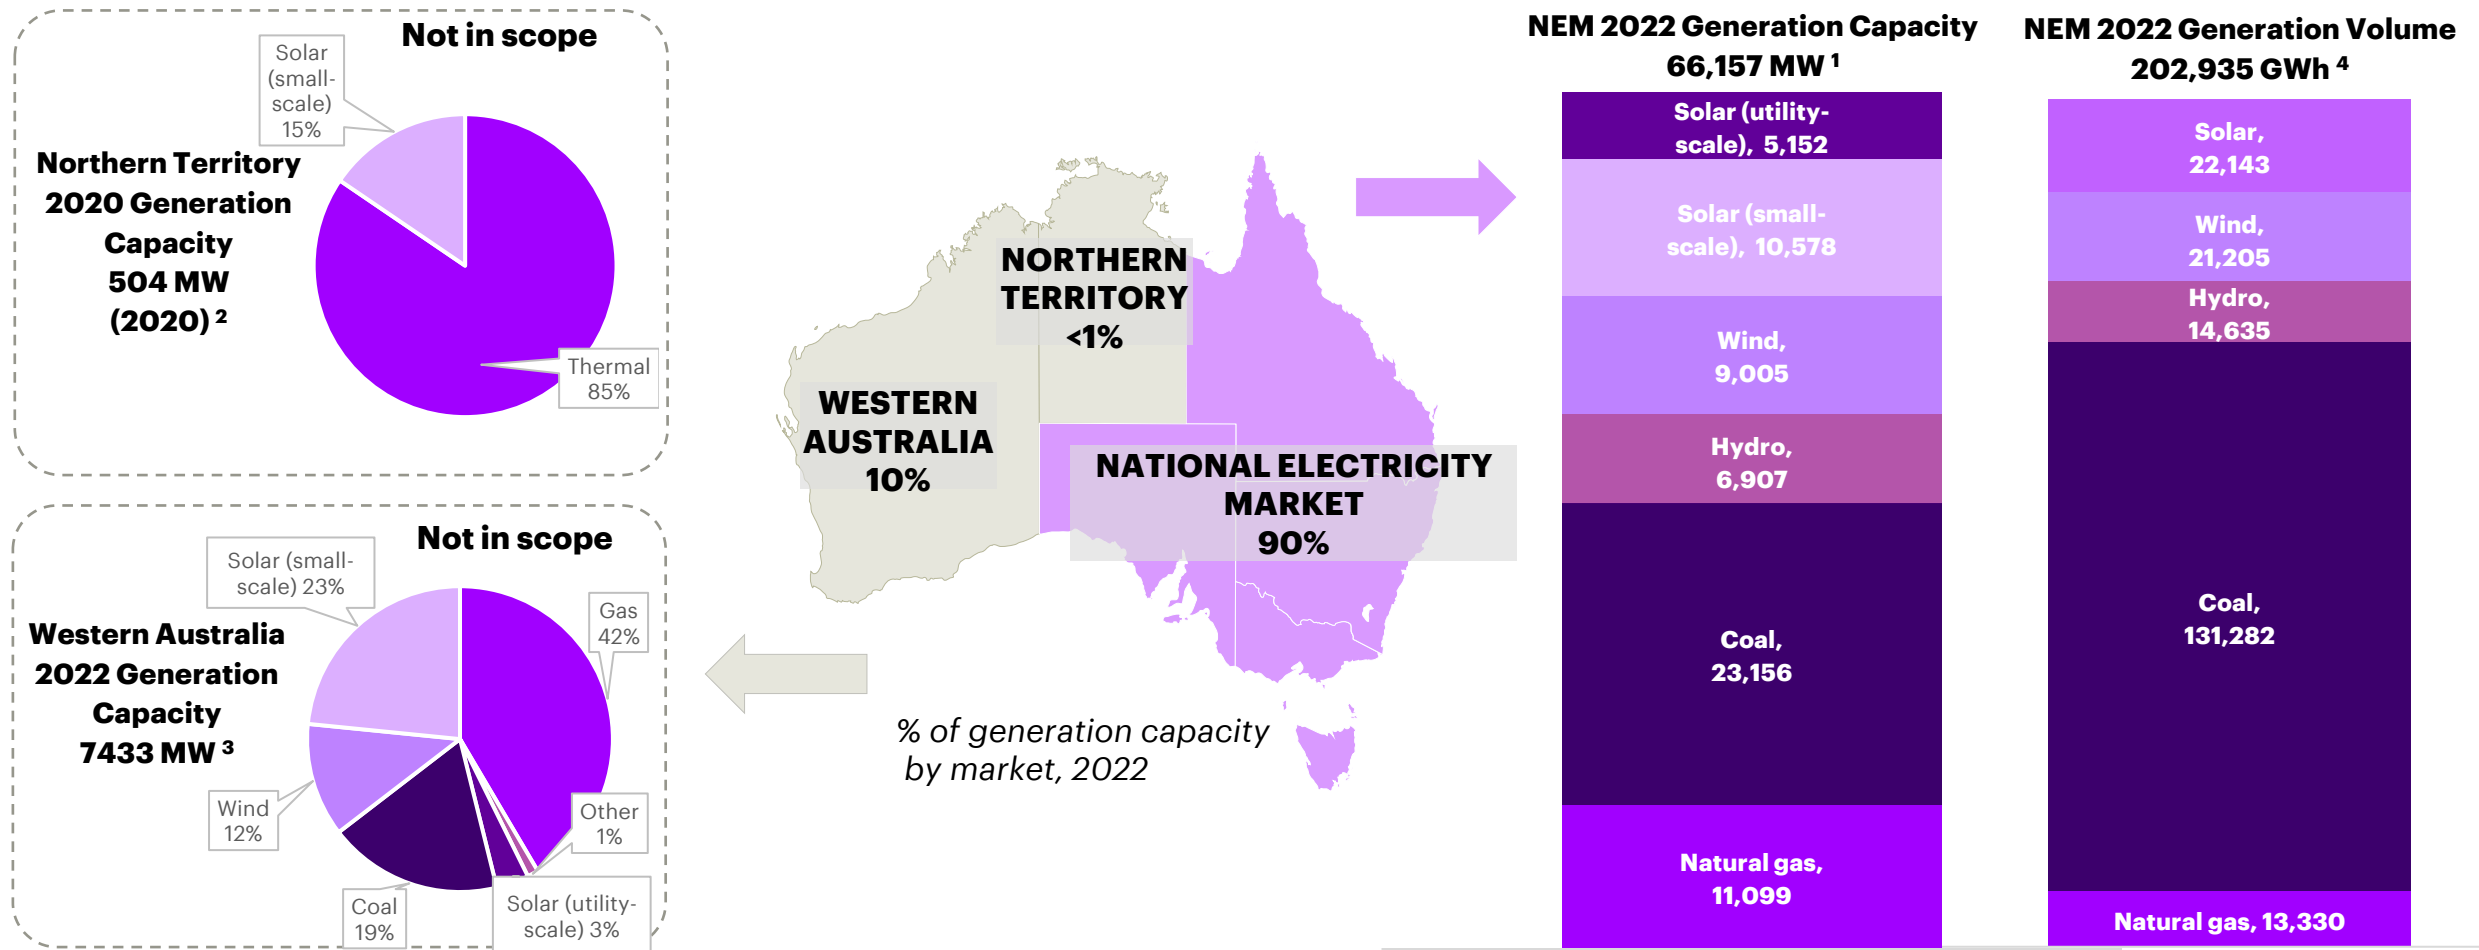 Not in scope
Solar
(small-
scale)
15%
Northern Territory
2020 Generation
Capacity
504 MW
(2020) 2
Thermal
85%
Not in scope
Solar (small-
scale) 23%
Gas
42%
Western Australia
2022 Generation
Capacity
7433 MW 3
Wind
12%
Other
1%
Coal
19%
Solar (utility-
scale) 3%
NORTHERN
TERRITORY
<1%
WESTERN
AUSTRALIA
10%
NATIONAL ELECTRICITY
MARKET
90%
% of generation capacity
by market, 2022
NEM 2022 Generation Capacity
66,157 MW 1
Solar (utility-
scale), 5,152
Solar (small-
scale), 10,578
Wind,
9,005
Hydro,
6,907
Coal,
23,156
Natural gas,
11,099
NEM 2022 Generation Volume
202,935 GWh 4
Solar,
22,143
Wind,
21,205
Hydro,
14,635
Coal,
131,282
Natural gas, 13,330